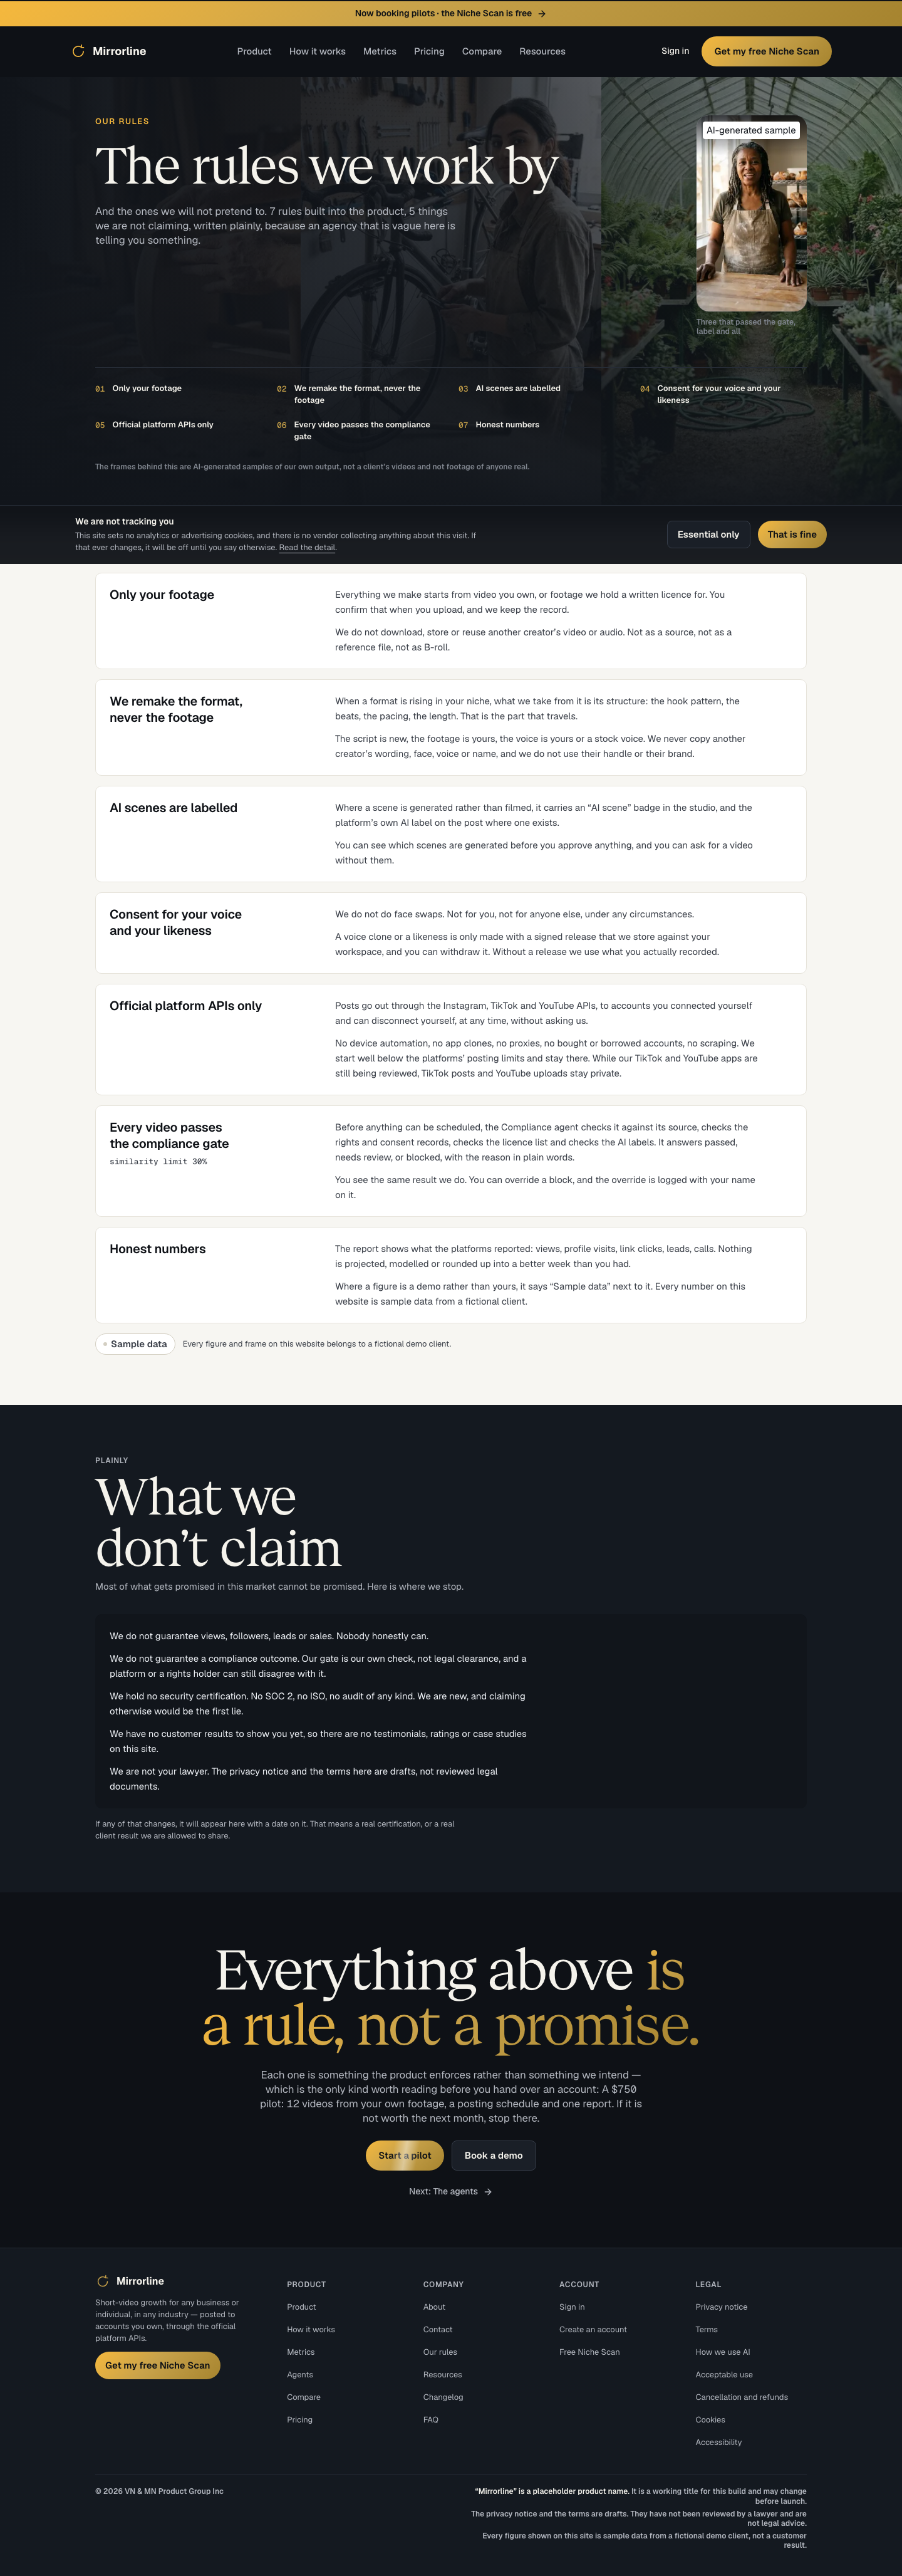 Now booking pilots · the Niche Scan is free →
Mirrorline
Product How it works Metrics Pricing Compare Resources
Sign in
Get my free Niche Scan
OUR RULES
The rules we work by
And the ones we will not pretend to. 7 rules built into the product, 5 things
we are not claiming, written plainly, because an agency that is vague here is
telling you something.
AI-generated sample
Three that passed the gate,
label and all
01 Only your footage
02 We remake the format, never the
footage
03 AI scenes are labelled
04 Consent for your voice and your
likeness
05 Official platform APIs only
06 Every video passes the compliance
gate
07 Honest numbers
The frames behind this are AI-generated samples of our own output, not a client's videos and not footage of anyone real.
We are not tracking you
This site sets no analytics or advertising cookies, and there is no vendor collecting anything about this visit. If
that ever changes, it will be off until you say otherwise. Read the detail.
Essential only
That is fine
Only your footage
Everything we make starts from video you own, or footage we hold a written licence for. You
confirm that when you upload, and we keep the record.
We do not download, store or reuse another creator's video or audio. Not as a source, not as a
reference file, not as B-roll.
We remake the format,
never the footage
When a format is rising in your niche, what we take from it is its structure: the hook pattern, the
beats, the pacing, the length. That is the part that travels.
The script is new, the footage is yours, the voice is yours or a stock voice. We never copy another
creator's wording, face, voice or name, and we do not use their handle or their brand.
AI scenes are labelled
Where a scene is generated rather than filmed, it carries an “AI scene” badge in the studio, and the
platform's own AI label on the post where one exists.
You can see which scenes are generated before you approve anything, and you can ask for a video
without them.
Consent for your voice
and your likeness
We do not do face swaps. Not for you, not for anyone else, under any circumstances.
A voice clone or a likeness is only made with a signed release that we store against your
workspace, and you can withdraw it. Without a release we use what you actually recorded.
Official platform APIs only
Posts go out through the Instagram, TikTok and YouTube APIs, to accounts you connected yourself
and can disconnect yourself, at any time, without asking us.
No device automation, no app clones, no proxies, no bought or borrowed accounts, no scraping. We
start well below the platforms' posting limits and stay there. While our TikTok and YouTube apps are
still being reviewed, TikTok posts and YouTube uploads stay private.
Every video passes
the compliance gate
similarity limit 30%
Before anything can be scheduled, the Compliance agent checks it against its source, checks the
rights and consent records, checks the licence list and checks the AI labels. It answers passed,
needs review, or blocked, with the reason in plain words.
You see the same result we do. You can override a block, and the override is logged with your name
on it.
Honest numbers
The report shows what the platforms reported: views, profile visits, link clicks, leads, calls. Nothing
is projected, modelled or rounded up into a better week than you had.
Where a figure is a demo rather than yours, it says “Sample data” next to it. Every number on this
website is sample data from a fictional client.
Sample data
Every figure and frame on this website belongs to a fictional demo client.
PLAINLY
What we
don't claim
Most of what gets promised in this market cannot be promised. Here is where we stop.
We do not guarantee views, followers, leads or sales. Nobody honestly can.
We do not guarantee a compliance outcome. Our gate is our own check, not legal clearance, and a
platform or a rights holder can still disagree with it.
We hold no security certification. No SOC 2, no ISO, no audit of any kind. We are new, and claiming
otherwise would be the first lie.
We have no customer results to show you yet, so there are no testimonials, ratings or case studies
on this site.
We are not your lawyer. The privacy notice and the terms here are drafts, not reviewed legal
documents.
If any of that changes, it will appear here with a date on it. That means a real certification, or a real
client result we are allowed to share.
Everything above is
a rule, not a promise.
Each one is something the product enforces rather than something we intend —
which is the only kind worth reading before you hand over an account: A $750
pilot: 12 videos from your own footage, a posting schedule and one report. If it is
not worth the next month, stop there.
Start a pilot
Book a demo
Next: The agents →
Mirrorline
Short-video growth for any business or
individual, in any industry — posted to
accounts you own, through the official
platform APIs.
Get my free Niche Scan
PRODUCT
Product
How it works
Metrics
Agents
Compare
Pricing
COMPANY
About
Contact
Our rules
Resources
Changelog
FAQ
ACCOUNT
Sign in
Create an account
Free Niche Scan
LEGAL
Privacy notice
Terms
How we use AI
Acceptable use
Cancellation and refunds
Cookies
Accessibility
© 2026 VN & MN Product Group Inc
“Mirrorline” is a placeholder product name. It is a working title for this build and may change
before launch.
The privacy notice and the terms are drafts. They have not been reviewed by a lawyer and are
not legal advice.
Every figure shown on this site is sample data from a fictional demo client, not a customer
result.